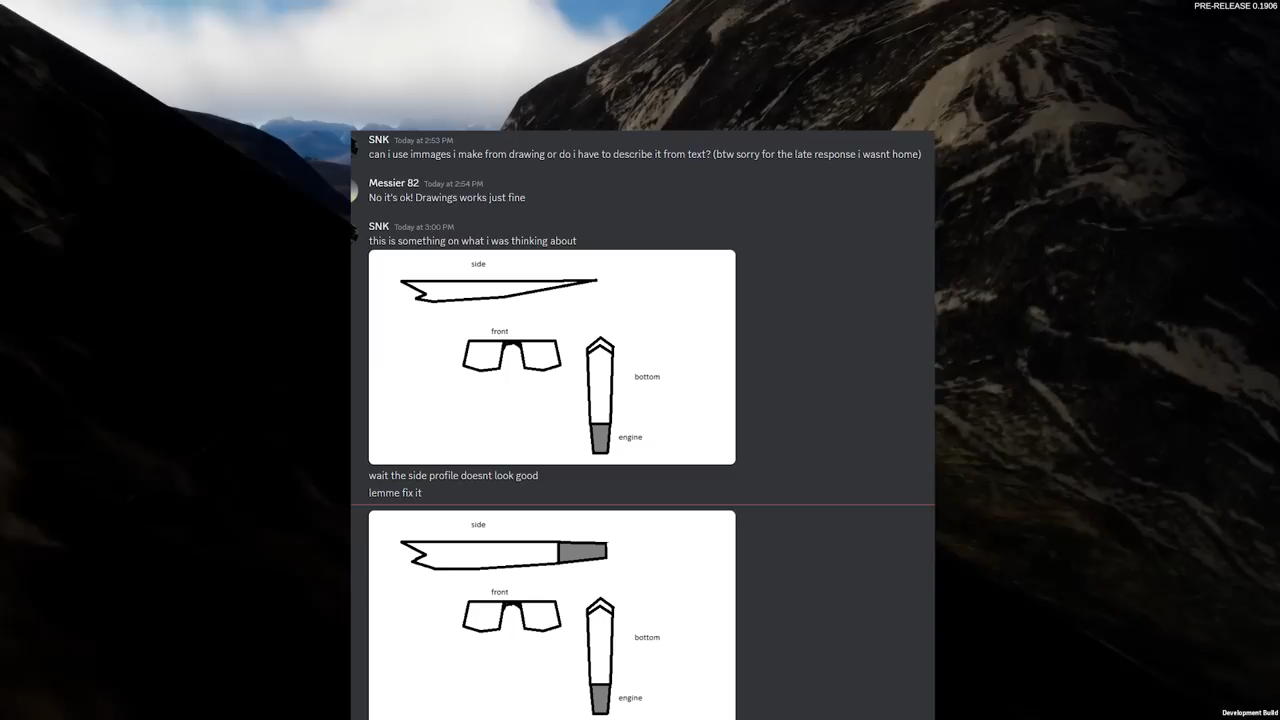 PRE-RELEASE 0.1906
SNK Today at 2:53 PM
can i use immages i make from drawing or do i have to describe it from text? (btw sorry for the late response i wasnt home)
Messier 82 Today at 2:54 PM
No it's ok! Drawings works just fine
SNK Today at 3:00 PM
this is something on what i was thinking about
side
front
bottom
engine
wait the side profile doesnt look good
lemme fix it
side
front
bottom
engine
Development Build